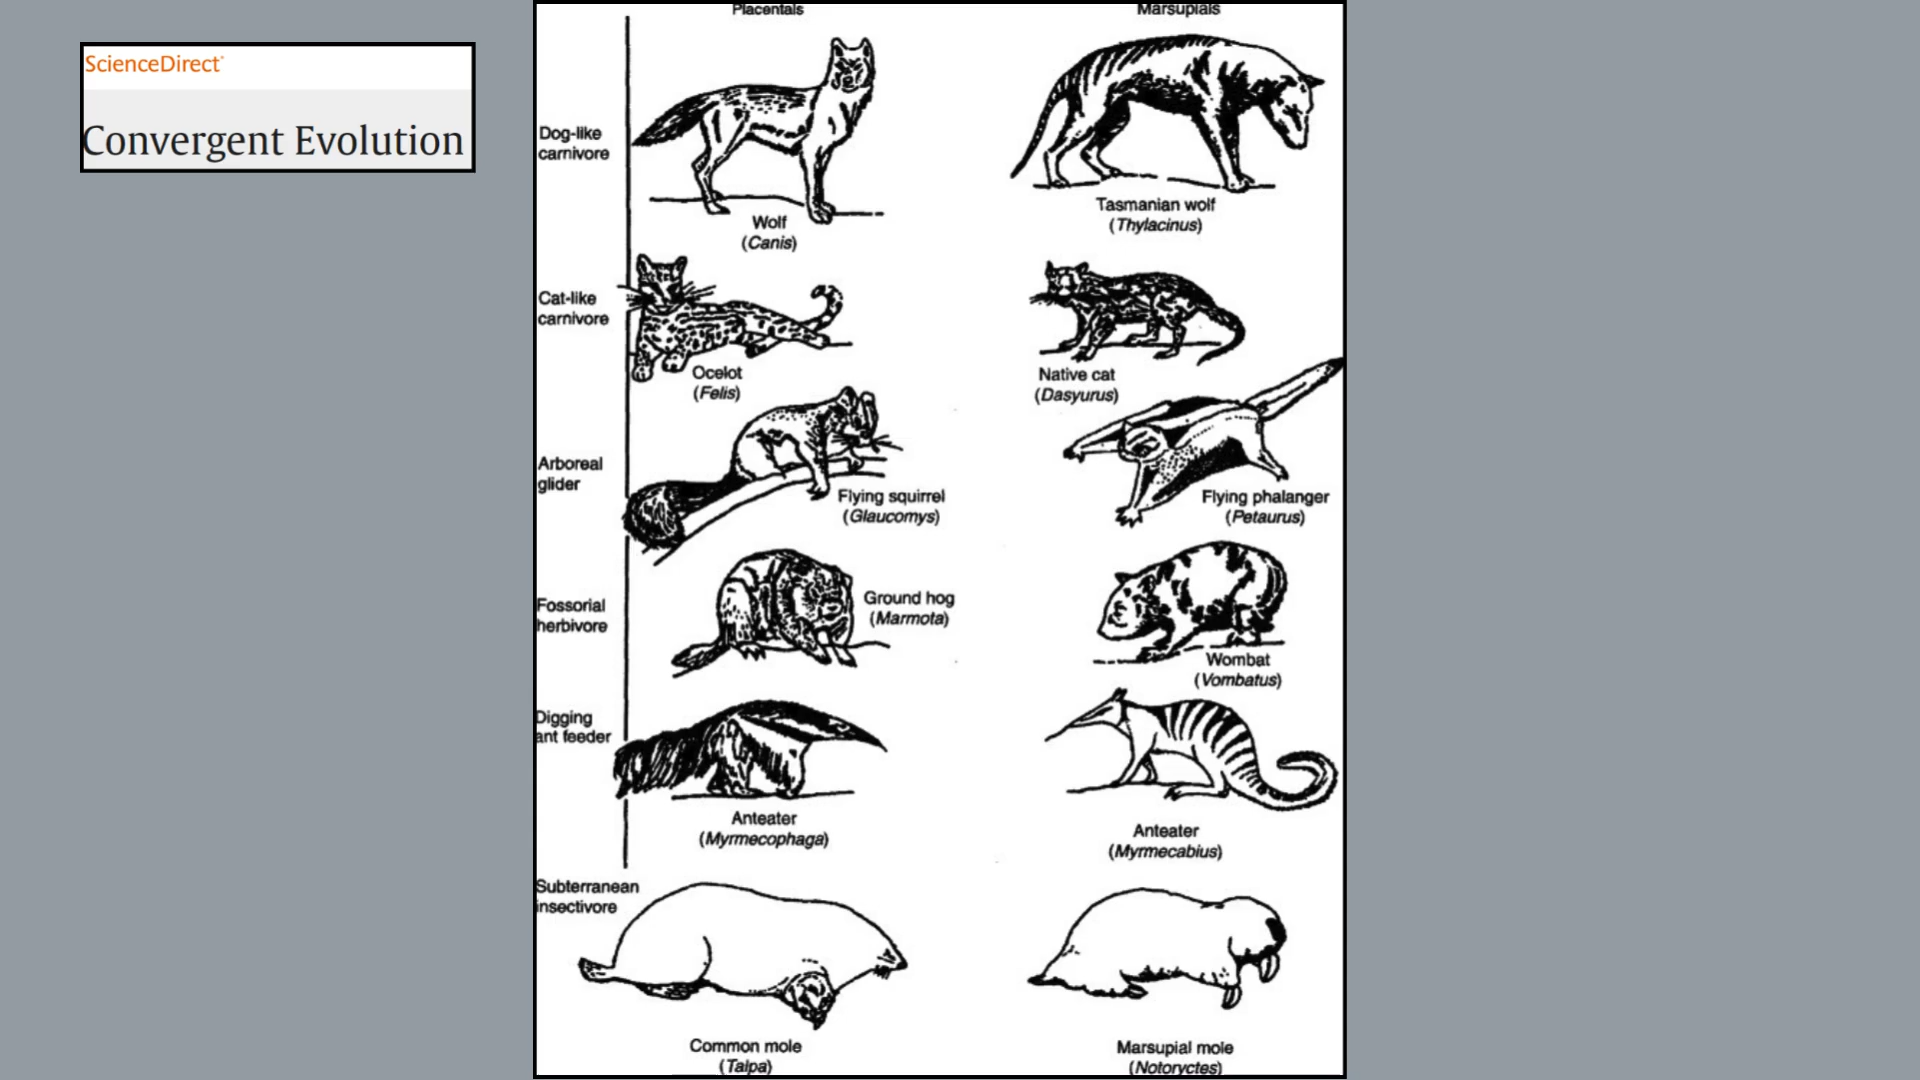 ScienceDirect
Convergent Evolution
Placentals
Marsupials
Dog-like
carnivore
Wolf
(Canis)
Tasmanian wolf
(Thylacinus)
Cat-like
carnivore
Ocelot
(Felis)
Native cat
(Dasyurus)
Arboreal
glider
Flying squirrel
(Glaucomys)
Flying phalanger
(Petaurus)
Fossorial
herbivore
Ground hog
(Marmota)
Wombat
(Vombatus)
Digging
ant feeder
Anteater
(Myrmecophaga)
Anteater
(Myrmecabius)
Subterranean
insectivore
Common mole
(Talpa)
Marsupial mole
(Notoryctes)